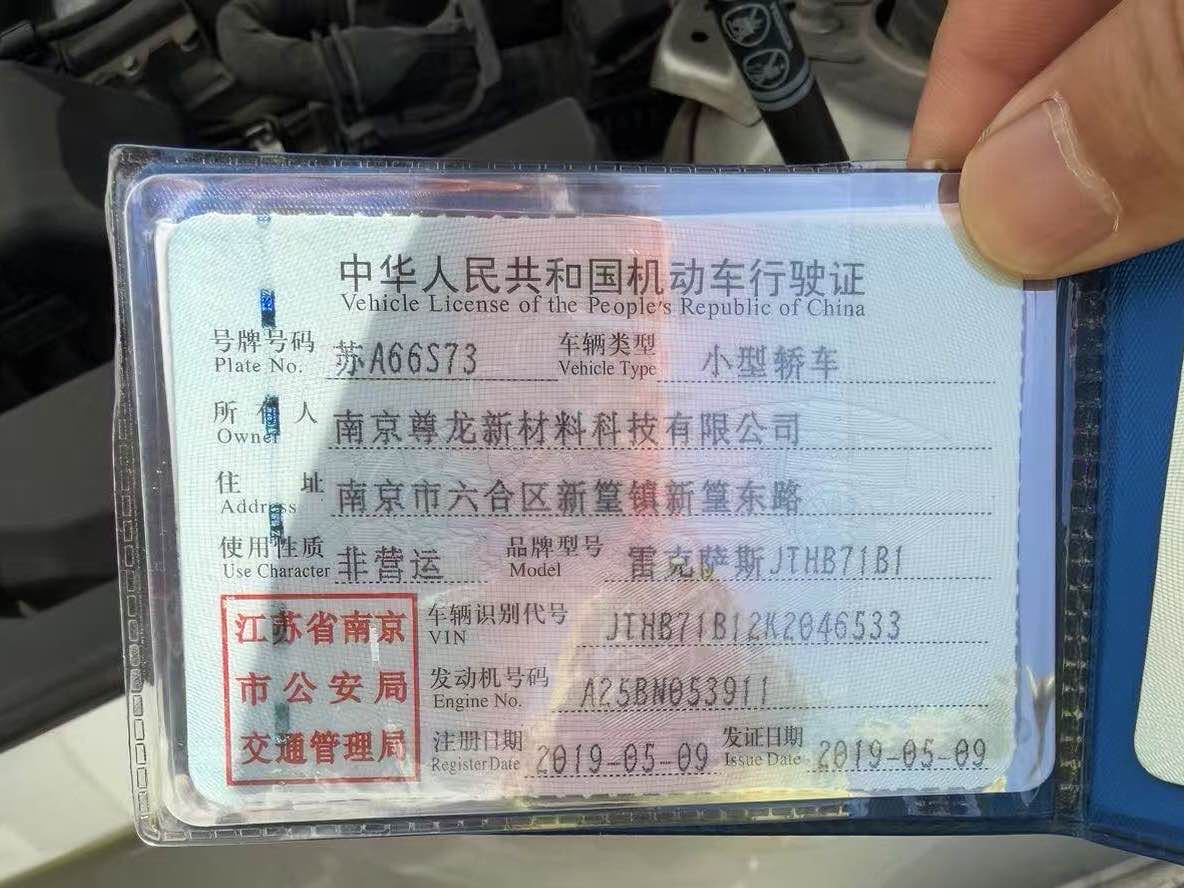 中华人民共和国机动车行驶证
Vehicle License of the People's Republic of China
号牌号码 苏A66S73 车辆类型 小型轿车
Plate No. Vehicle Type
所有人 南京尊龙新材料科技有限公司
Owner
住址 南京市六合区新篁镇新篁东路
Address
使用性质 非营运 品牌型号 雷克萨斯JTHB71B1
Use Character Model
江苏省南京
市公安局
交通管理局
车辆识别代号 JTHB71B12K2046533
VIN
发动机号码 A25BN053911
Engine No.
注册日期 2019-05-09 发证日期 2019-05-09
Register Date Issue Date